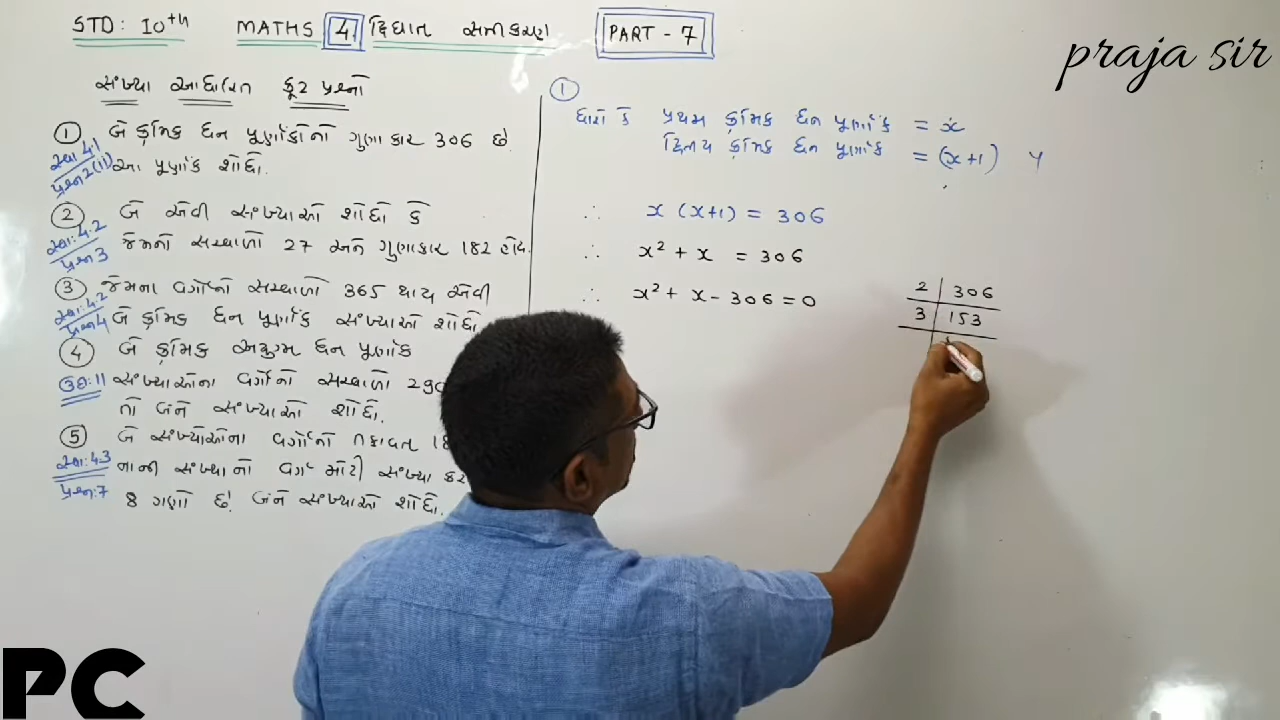 STD: 10th MATHS 4 દ્વિઘાત સમીકરણ PART - 7
praja sir
સંખ્યા આધારિત કૂટ પ્રશ્નો
① બે ક્રમિક ધન પૂર્ણાંકોનો ગુણાકાર 306 છે.
સ્વા 4.1
પ્રશ્ન 2(ii)
આ પૂર્ણાંક શોધો.
② બે એવી સંખ્યાઓ શોધો કે
સ્વા: 4.2
પ્રશ્ન 3
જેમનો સરવાળો 27 અને ગુણાકાર 182 હોય.
③ જેમના વર્ગોનો સરવાળો 365 થાય એવી
સ્વા: 4.2
પ્રશ્ન 4
બે ક્રમિક ધન પૂર્ણાંક સંખ્યાઓ શોધો.
④ બે ક્રમિક અયુગ્મ ધન પૂર્ણાંક
ઉદા: 11
સંખ્યાઓના વર્ગોનો સરવાળો 290
તો બંને સંખ્યાઓ શોધો.
⑤ બે સંખ્યાઓના વર્ગોનો તફાવત
સ્વા: 4.3
પ્રશ્ન: 7
નાની સંખ્યાનો વર્ગ મોટી સંખ્યા
8 ગણો છે. બંને સંખ્યાઓ શોધો.
①
ધારો કે પ્રથમ ક્રમિક ધન પૂર્ણાંક = x
દ્વિતિય ક્રમિક ધન પૂર્ણાંક = (x+1) y
∴ x (x+1) = 306
∴ x² + x = 306
∴ x² + x - 306 = 0
2 | 306
3 | 153
PC